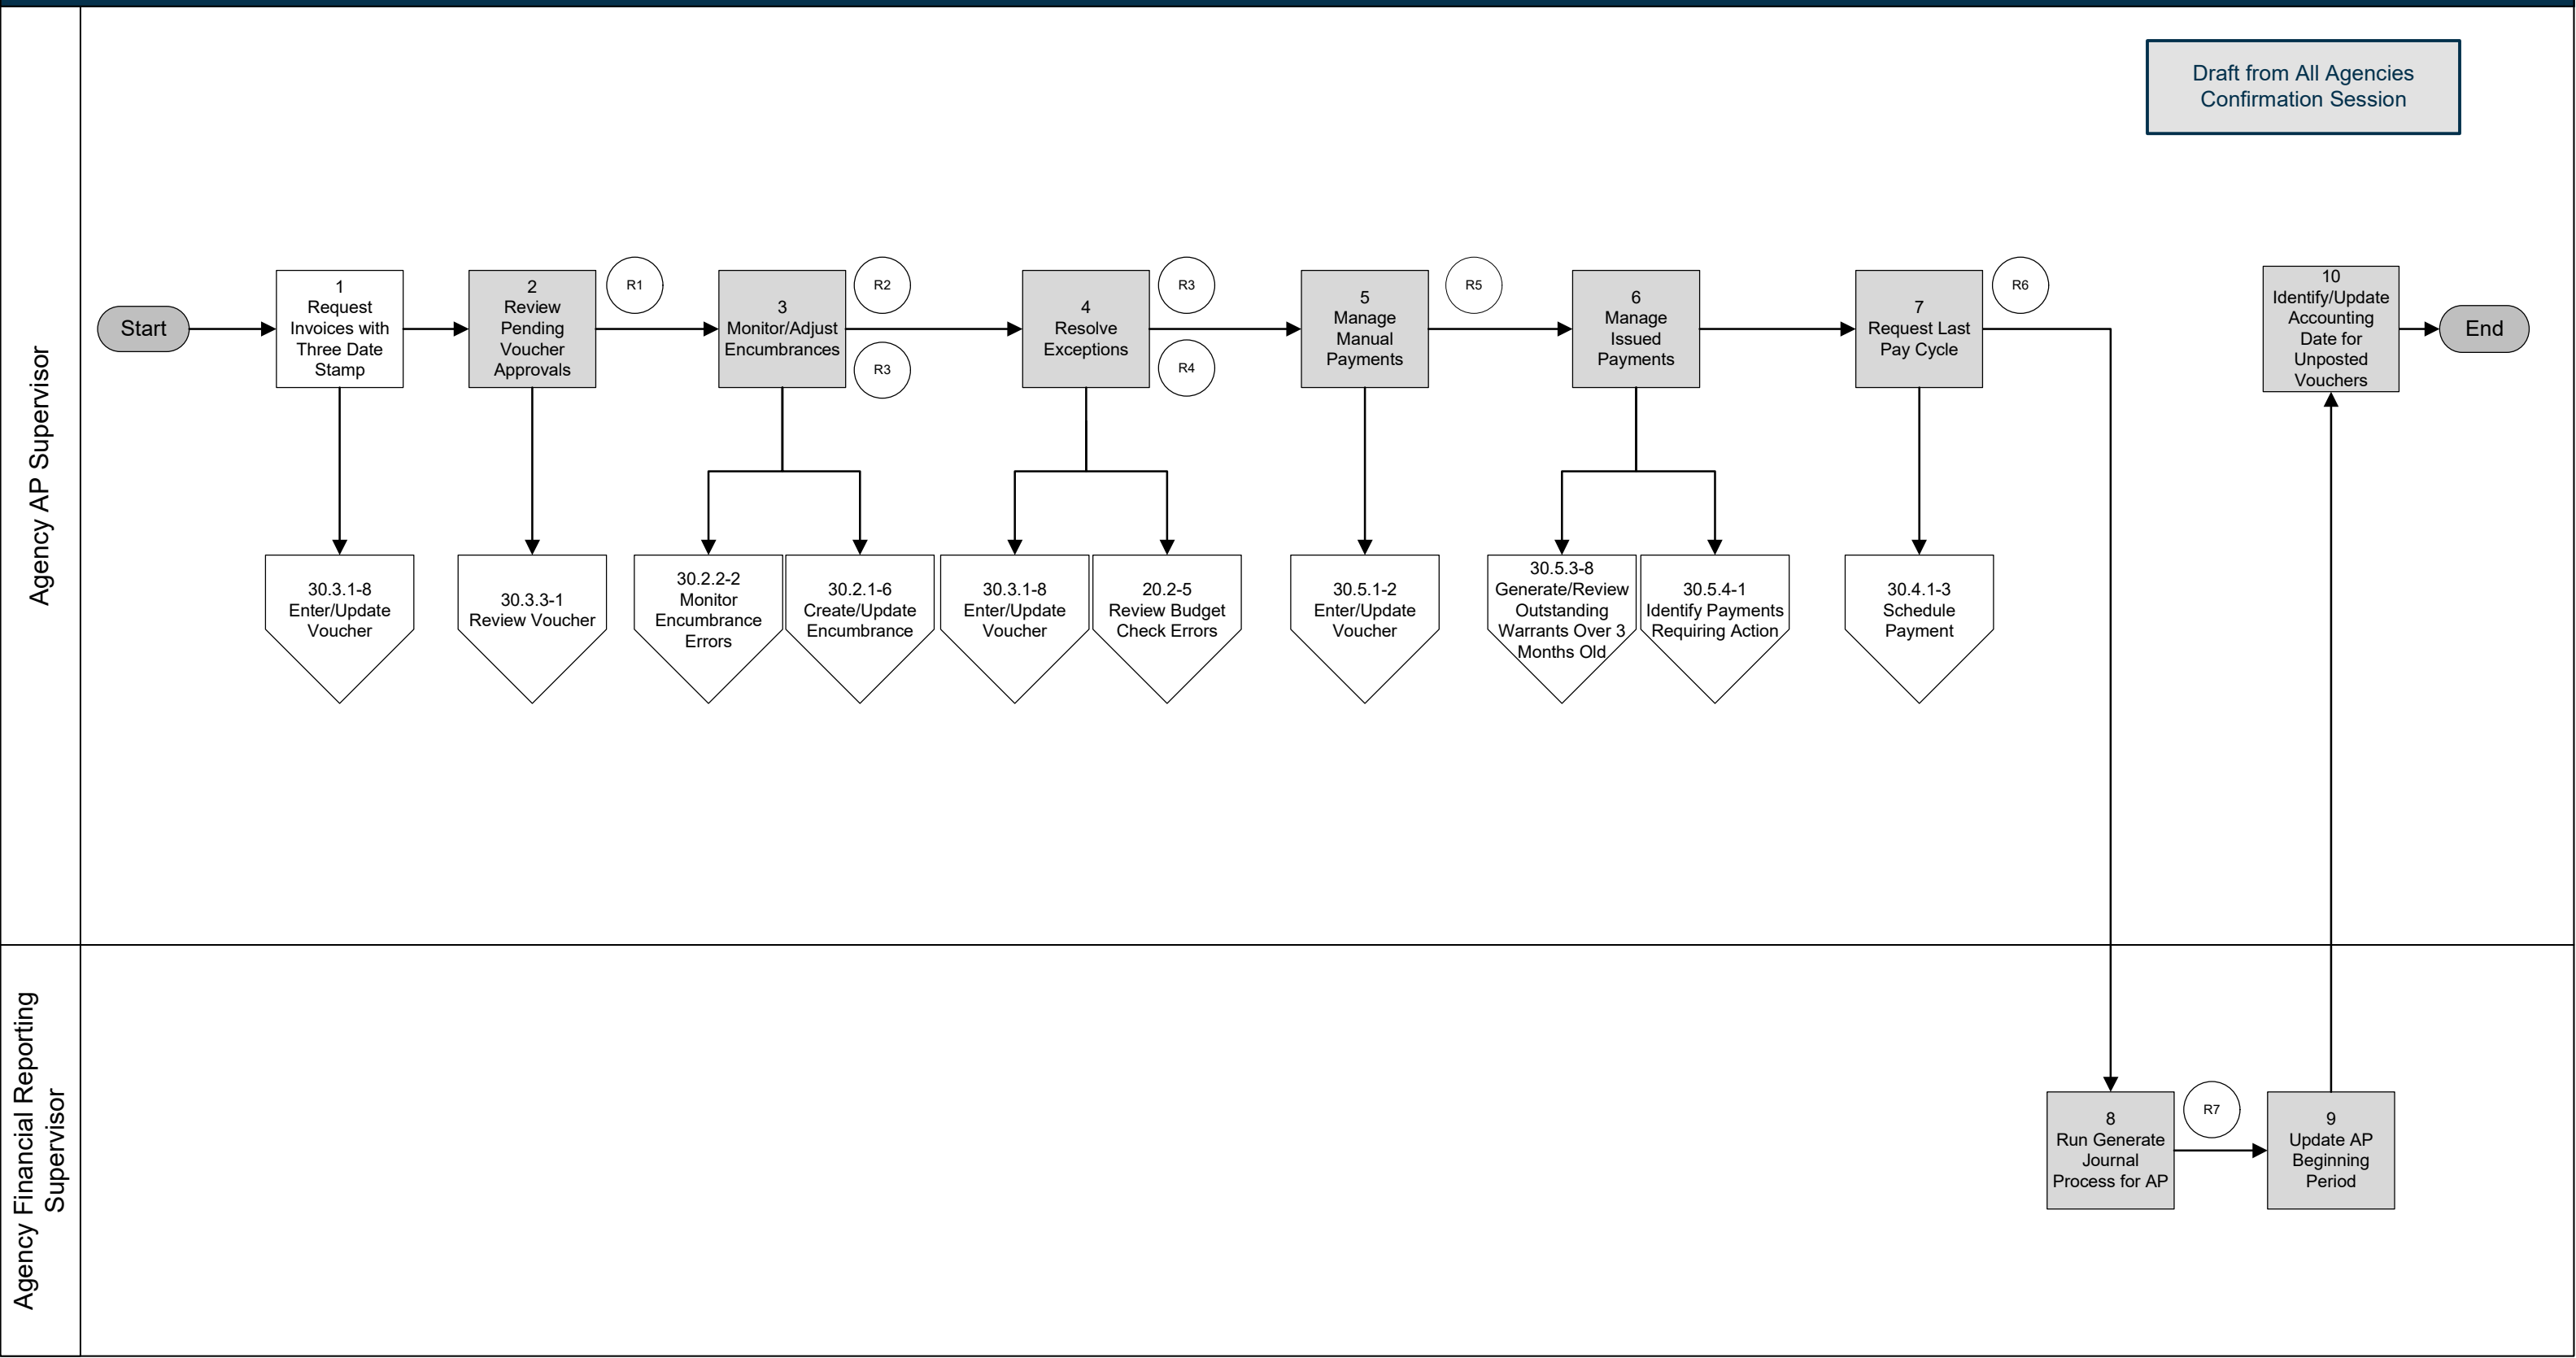 Draft from All Agencies
Confirmation Session
Agency AP Supervisor
Start
1
Request
Invoices with
Three Date
Stamp
2
Review
Pending
Voucher
Approvals
R1
3
Monitor/Adjust
Encumbrances
R2
R3
4
Resolve
Exceptions
R3
R4
5
Manage
Manual
Payments
R5
6
Manage
Issued
Payments
7
Request Last
Pay Cycle
R6
10
Identify/Update
Accounting
Date for
Unposted
Vouchers
End
30.3.1-8
Enter/Update
Voucher
30.3.3-1
Review Voucher
30.2.2-2
Monitor
Encumbrance
Errors
30.2.1-6
Create/Update
Encumbrance
30.3.1-8
Enter/Update
Voucher
20.2-5
Review Budget
Check Errors
30.5.1-2
Enter/Update
Voucher
30.5.3-8
Generate/Review
Outstanding
Warrants Over 3
Months Old
30.5.4-1
Identify Payments
Requiring Action
30.4.1-3
Schedule
Payment
Agency Financial Reporting
Supervisor
8
Run Generate
Journal
Process for AP
R7
9
Update AP
Beginning
Period